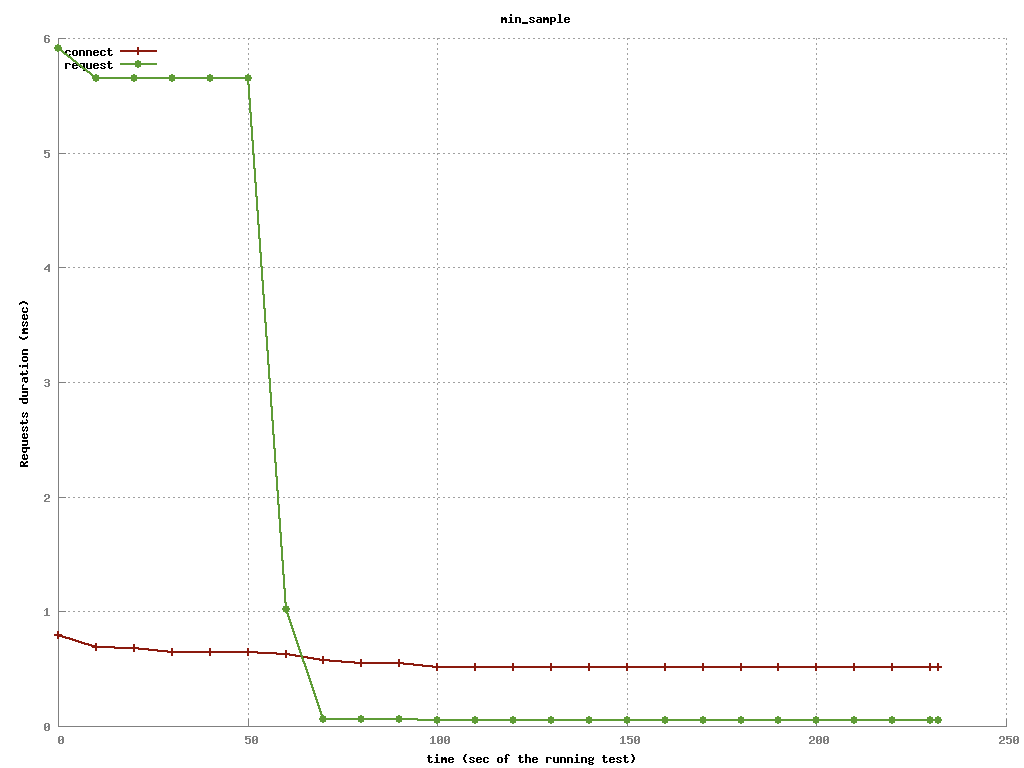 min_sample
connect
request
6
5
4
3
2
1
0
0 50 100 150 200 250
Requests duration (msec)
time (sec of the running test)